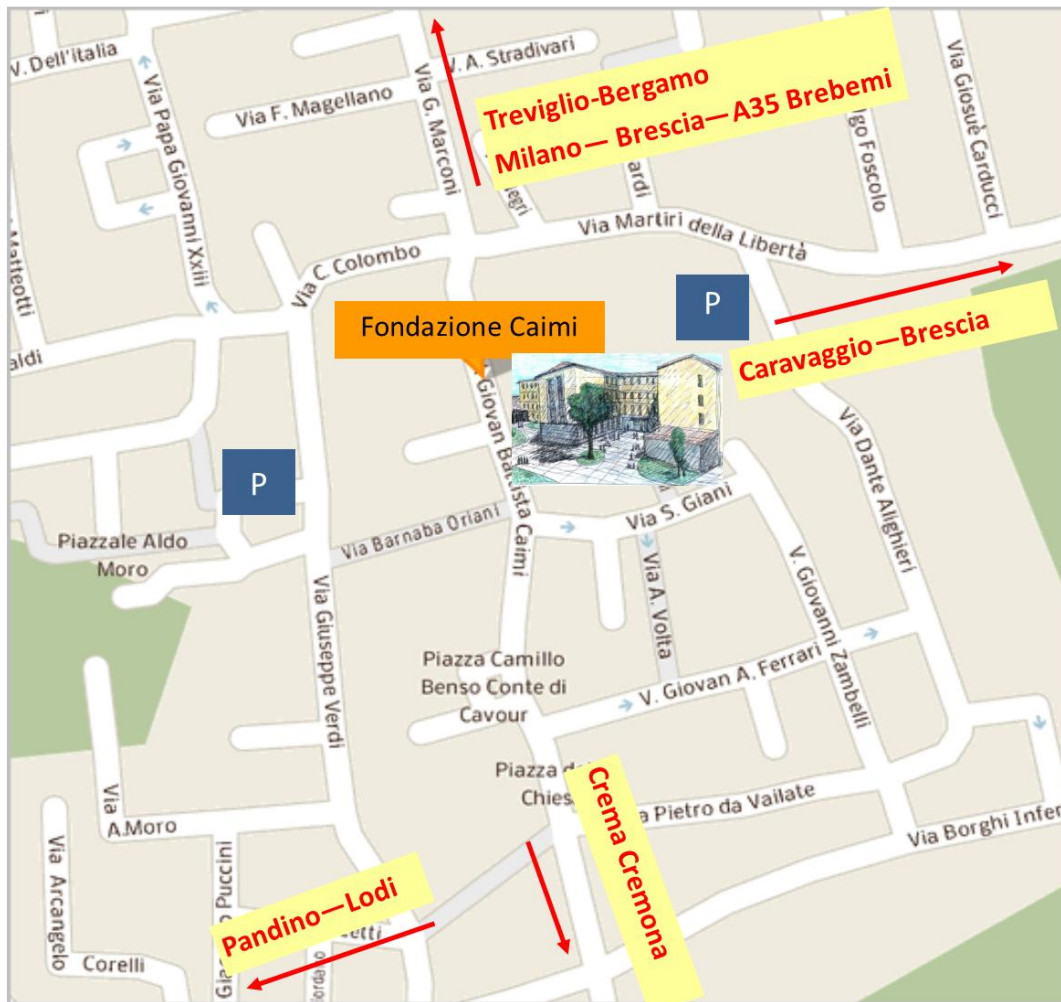 V. Dell'italia
Via Papa Giovanni Xxiii
Via F. Magellano
V. A. Stradivari
Via G. Marconi
Treviglio-Bergamo
Milano— Brescia—A35 Brebemi
Via Giosuè Carducci
Foscolo
Matteotti
Via C. Colombo
Via Martiri della Libertà
Fondazione Caimi
P
Caravaggio—Brescia
Giovan Battista Caimi
P
Piazzale Aldo
Moro
Via Barnaba Oriani
Via S. Giani
Via Dante Alighieri
Via A. Volta
V. Giovanni Zambelli
Via Giuseppe Verdi
Piazza Camillo
Benso Conte di
Cavour
V. Giovan A. Ferrari
Piazza
Crema Cremona
Pietro da Vailate
Via Borghi
Via
A.Moro
Via Arcangelo
Corelli
Puccini
Pandino—Lodi